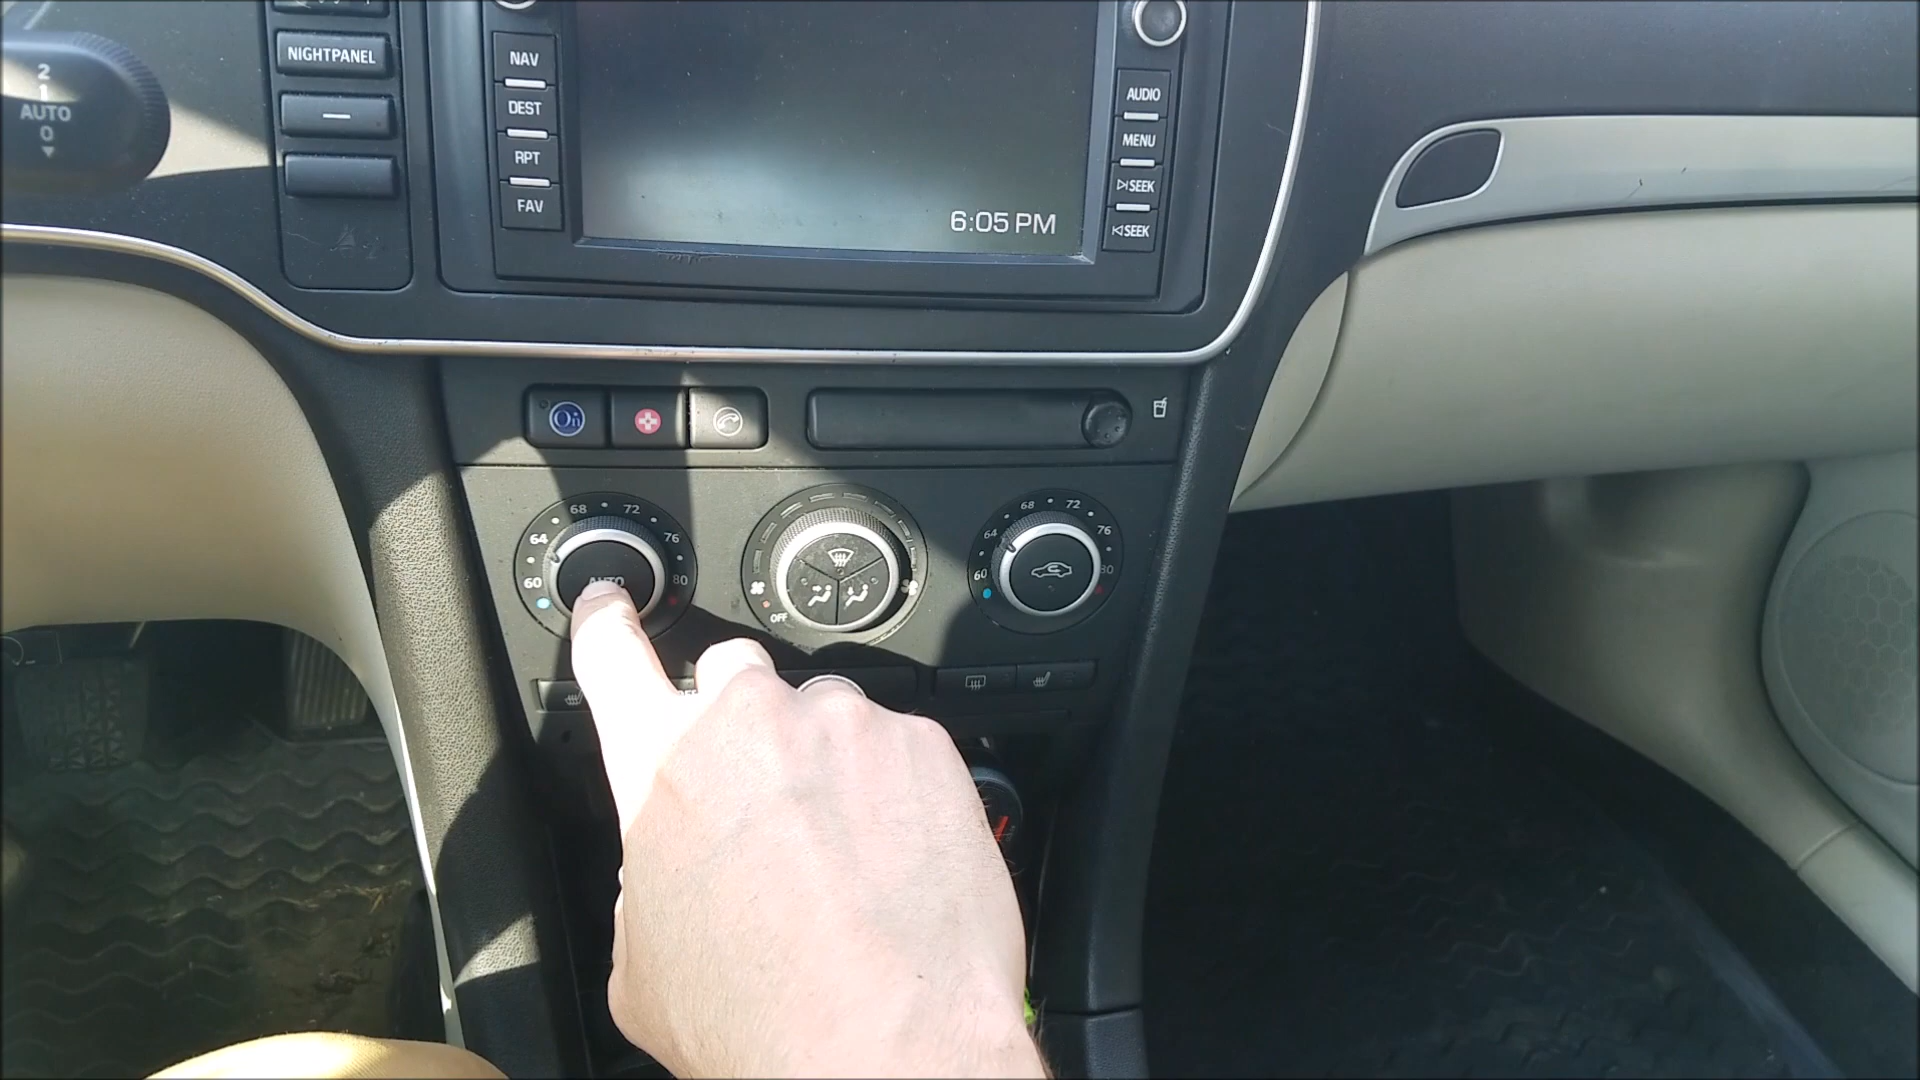 2
1
AUTO
0
NIGHTPANEL
NAV
DEST
RPT
FAV
AUDIO
MENU
SEEK
SEEK
6:05 PM
On
60 64 68 72 76 80
AUTO
OFF
60 64 68 72 76 80